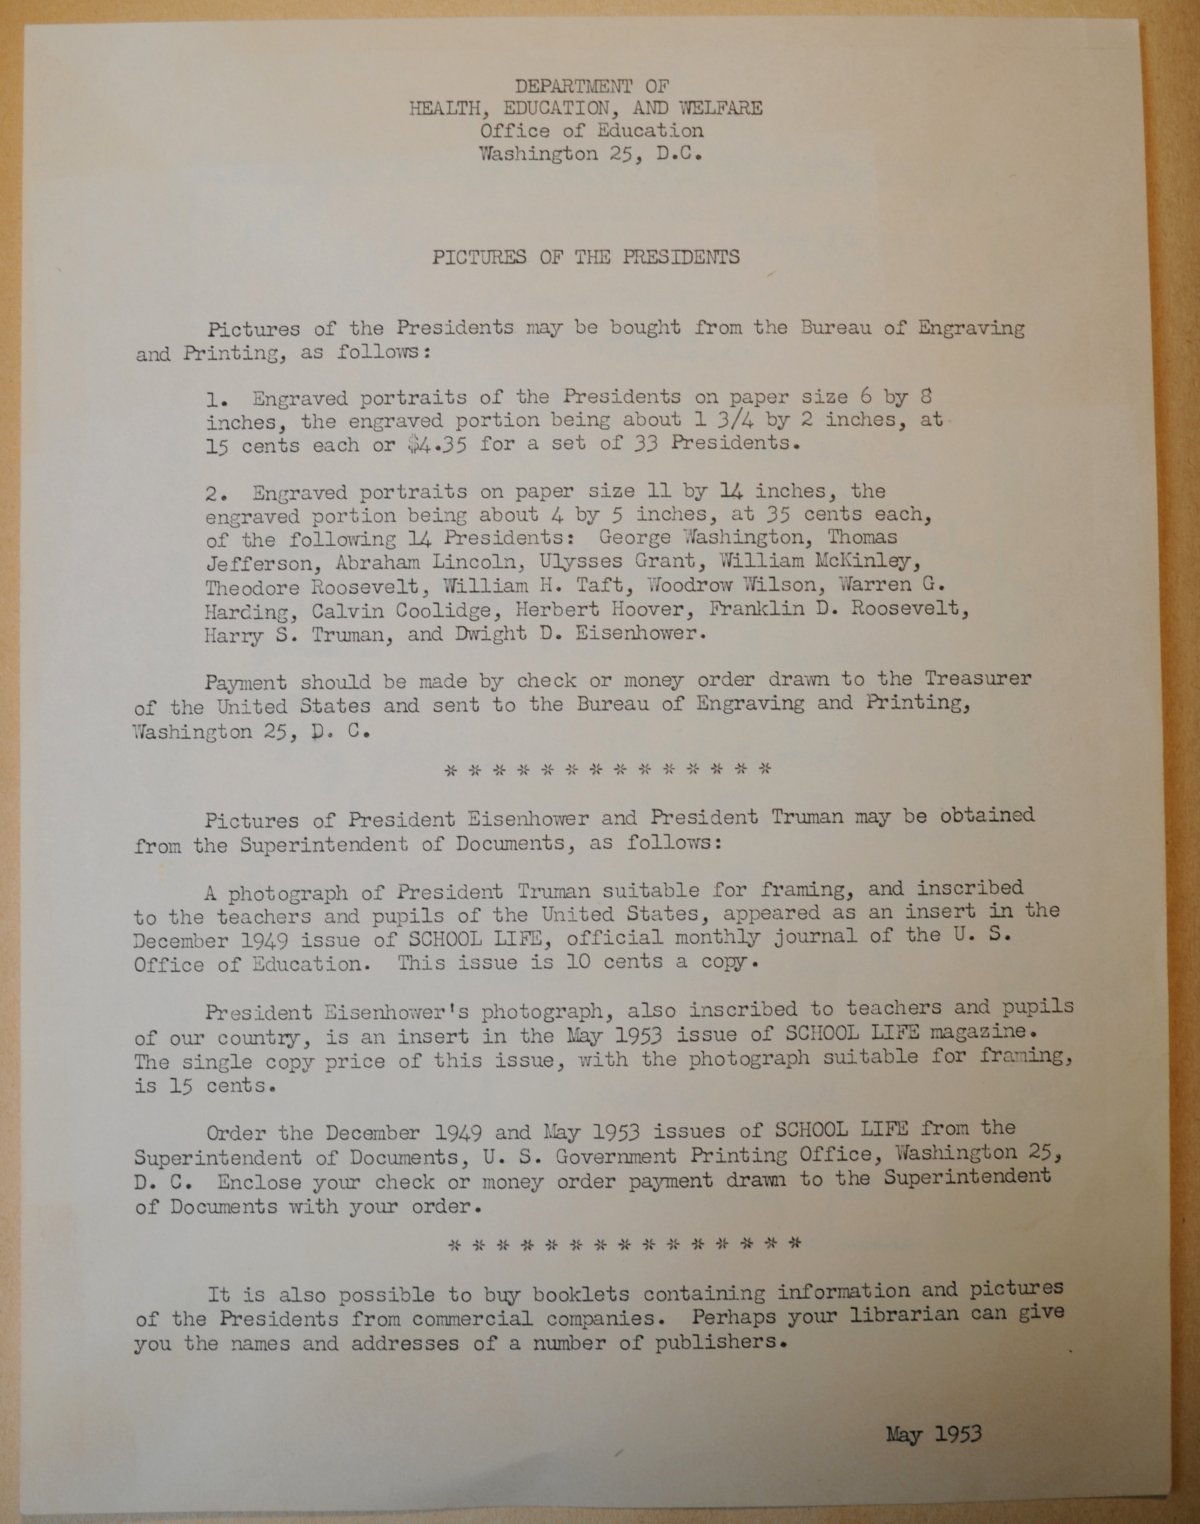 DEPARTMENT OF
HEALTH, EDUCATION, AND WELFARE
Office of Education
Washington 25, D.C.
PICTURES OF THE PRESIDENTS
Pictures of the Presidents may be bought from the Bureau of Engraving
and Printing, as follows:
1. Engraved portraits of the Presidents on paper size 6 by 8
inches, the engraved portion being about 1 3/4 by 2 inches, at
15 cents each or $4.35 for a set of 33 Presidents.
2. Engraved portraits on paper size 11 by 14 inches, the
engraved portion being about 4 by 5 inches, at 35 cents each,
of the following 14 Presidents: George Washington, Thomas
Jefferson, Abraham Lincoln, Ulysses Grant, William McKinley,
Theodore Roosevelt, William H. Taft, Woodrow Wilson, Warren G.
Harding, Calvin Coolidge, Herbert Hoover, Franklin D. Roosevelt,
Harry S. Truman, and Dwight D. Eisenhower.
Payment should be made by check or money order drawn to the Treasurer
of the United States and sent to the Bureau of Engraving and Printing,
Washington 25, D. C.
* * * * * * * * * * * * * *
Pictures of President Eisenhower and President Truman may be obtained
from the Superintendent of Documents, as follows:
A photograph of President Truman suitable for framing, and inscribed
to the teachers and pupils of the United States, appeared as an insert in the
December 1949 issue of SCHOOL LIFE, official monthly journal of the U. S.
Office of Education. This issue is 10 cents a copy.
President Eisenhower's photograph, also inscribed to teachers and pupils
of our country, is an insert in the May 1953 issue of SCHOOL LIFE magazine.
The single copy price of this issue, with the photograph suitable for framing,
is 15 cents.
Order the December 1949 and May 1953 issues of SCHOOL LIFE from the
Superintendent of Documents, U. S. Government Printing Office, Washington 25,
D. C. Enclose your check or money order payment drawn to the Superintendent
of Documents with your order.
* * * * * * * * * * * * * * *
It is also possible to buy booklets containing information and pictures
of the Presidents from commercial companies. Perhaps your librarian can give
you the names and addresses of a number of publishers.
May 1953